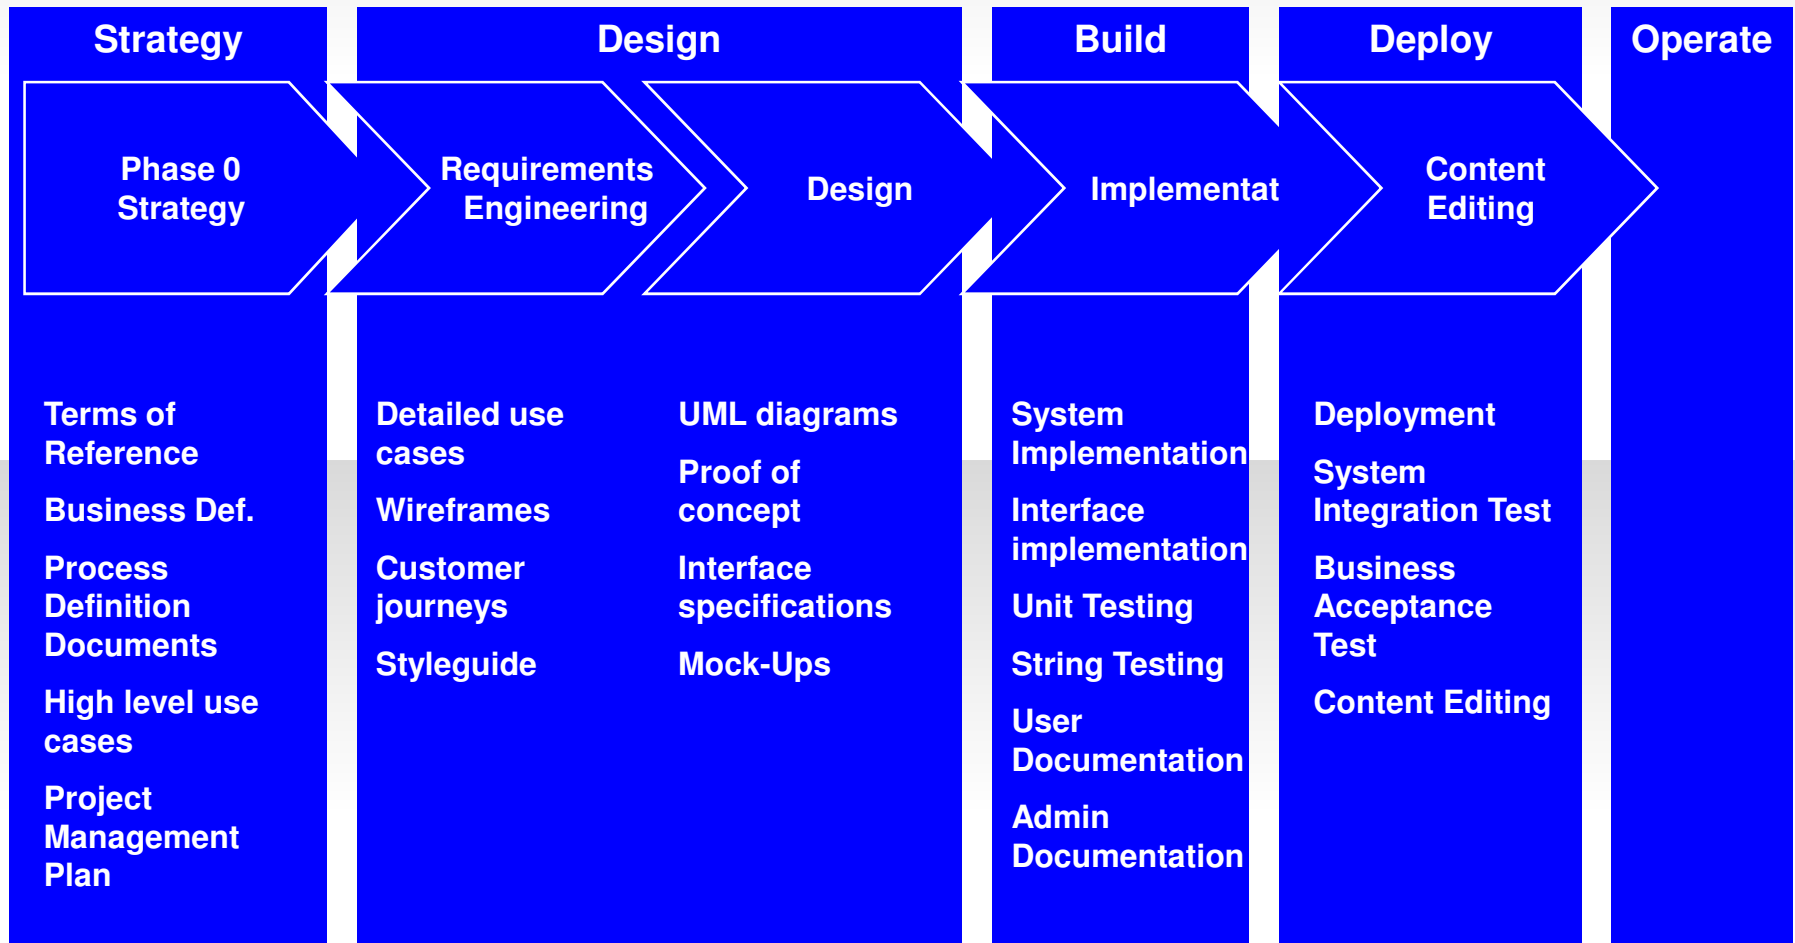 Strategy
Design
Build
Deploy
Operate
Phase 0
Strategy
Requirements
Engineering
Design
Implementat
Content
Editing
Terms of
Reference
Business Def.
Process
Definition
Documents
High level use
cases
Project
Management
Plan
Detailed use
cases
Wireframes
Customer
journeys
Styleguide
UML diagrams
Proof of
concept
Interface
specifications
Mock-Ups
System
Implementation
Interface
implementation
Unit Testing
String Testing
User
Documentation
Admin
Documentation
Deployment
System
Integration Test
Business
Acceptance
Test
Content Editing